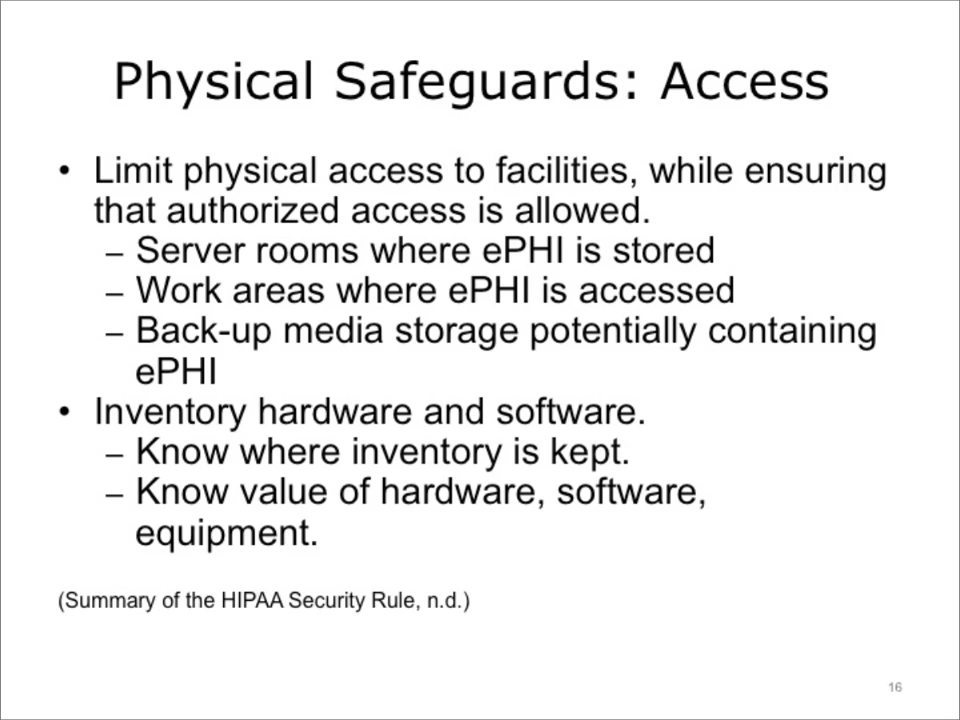 Physical Safeguards: Access
• Limit physical access to facilities, while ensuring
that authorized access is allowed.
– Server rooms where ePHI is stored
– Work areas where ePHI is accessed
– Back-up media storage potentially containing
ePHI
• Inventory hardware and software.
– Know where inventory is kept.
– Know value of hardware, software,
equipment.
(Summary of the HIPAA Security Rule, n.d.)
16